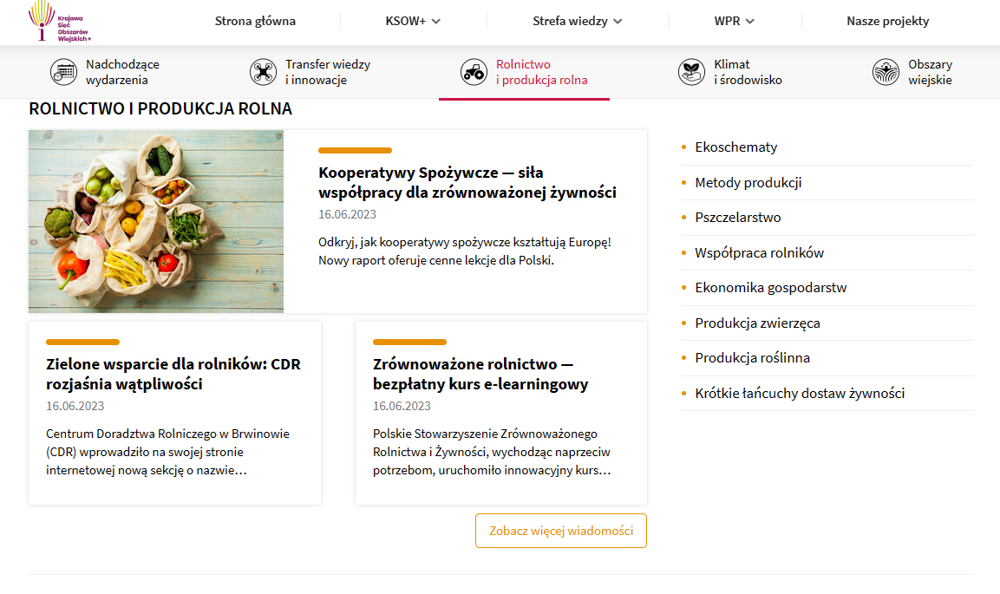 Krajowa
Sieć
Obszarów
Wiejskich+
Strona główna
KSOW+
Strefa wiedzy
WPR
Nasze projekty
Nadchodzące
wydarzenia
Transfer wiedzy
i innowacje
Rolnictwo
i produkcja rolna
Klimat
i środowisko
Obszary
wiejskie
ROLNICTWO I PRODUKCJA ROLNA
Kooperatywy Spożywcze — siła
współpracy dla zrównoważonej żywności
16.06.2023
Odkryj, jak kooperatywy spożywcze kształtują Europę!
Nowy raport oferuje cenne lekcje dla Polski.
Zielone wsparcie dla rolników: CDR
rozjaśnia wątpliwości
16.06.2023
Centrum Doradztwa Rolniczego w Brwinowie
(CDR) wprowadziło na swojej stronie
internetowej nową sekcję o nazwie…
Zrównoważone rolnictwo —
bezpłatny kurs e-learningowy
16.06.2023
Polskie Stowarzyszenie Zrównoważonego
Rolnictwa i Żywności, wychodząc naprzeciw
potrzebom, uruchomiło innowacyjny kurs…
Zobacz więcej wiadomości
Ekoschematy
Metody produkcji
Pszczelarstwo
Współpraca rolników
Ekonomika gospodarstw
Produkcja zwierzęca
Produkcja roślinna
Krótkie łańcuchy dostaw żywności